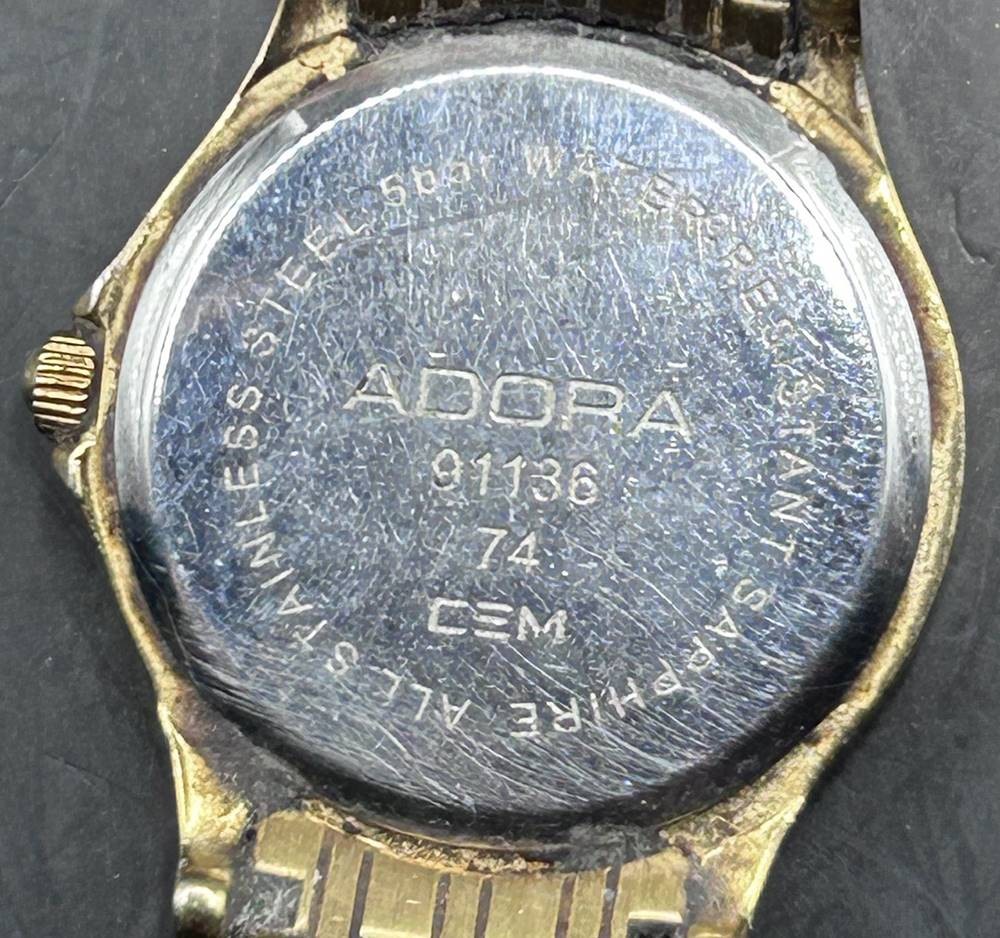 ALL STAINLESS STEEL 5bar WATER RESISTANT SAPPHIRE
ADORA
91136
74
CEM